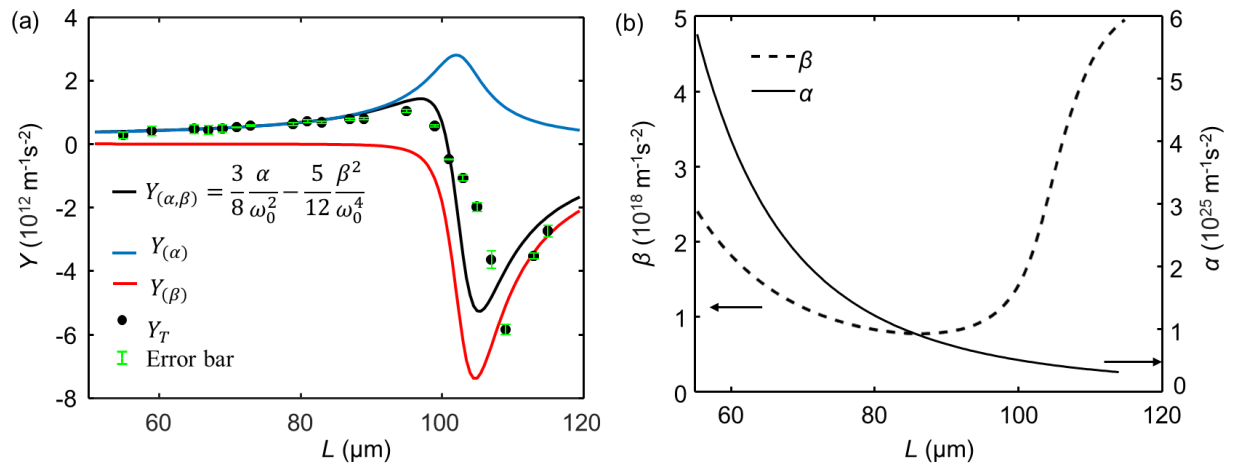 (a)
4
2
0
-2
-4
-6
-8
Y (10¹² m⁻¹s⁻²)
Y(α,β) = 3/8 α/ω₀² − 5/12 β²/ω₀⁴
Y(α)
Y(β)
Y_T
Error bar
60
80
100
120
L (µm)
(b)
5
4
3
2
1
0
β (10¹⁸ m⁻¹s⁻²)
β
α
6
5
4
3
2
1
0
α (10²⁵ m⁻¹s⁻²)
60
80
100
120
L (µm)